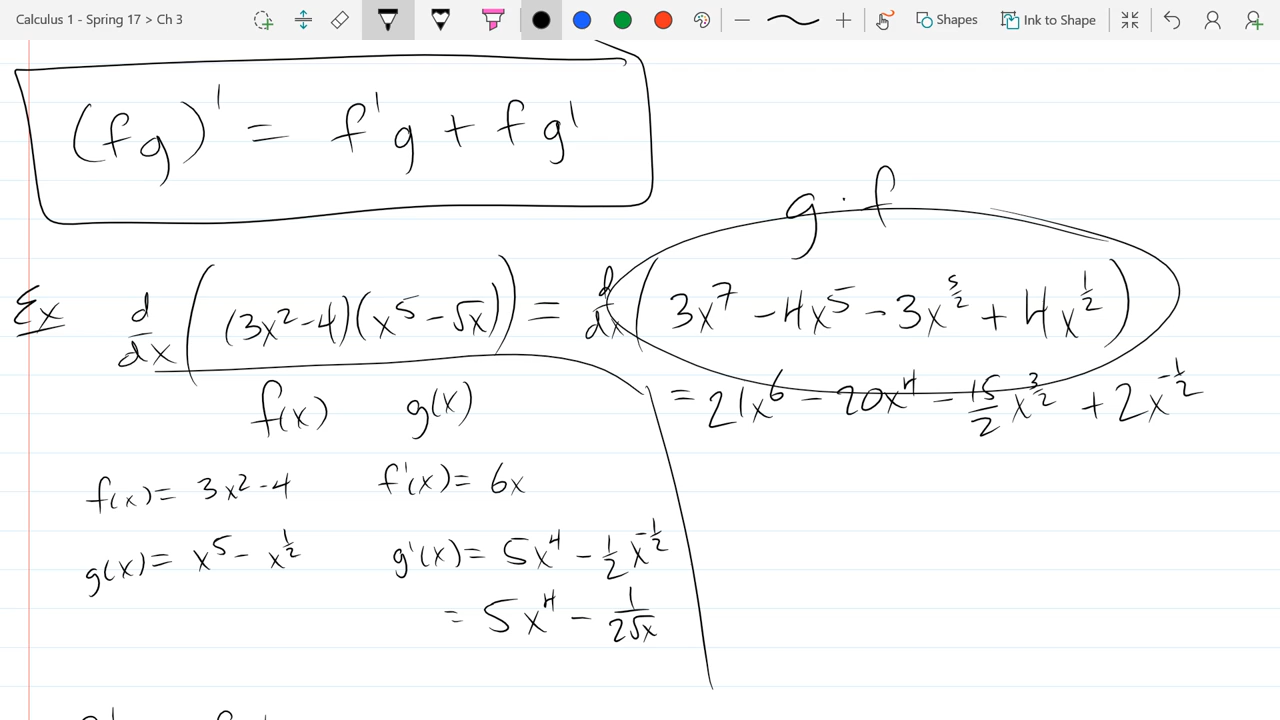 Calculus 1 - Spring 17 > Ch 3
Shapes
Ink to Shape
(fg)' = f'g + fg'
g · f
Ex d/dx ((3x²-4)(x⁵-√x)) = d/dx (3x⁷ - 4x⁵ - 3x^(5/2) + 4x^(1/2))
f(x) g(x)
= 21x⁶ - 20x⁴ - 15/2 x^(3/2) + 2x^(-1/2)
f(x) = 3x²-4 f'(x) = 6x
g(x) = x⁵ - x^(1/2) g'(x) = 5x⁴ - 1/2 x^(-1/2)
= 5x⁴ - 1/(2√x)